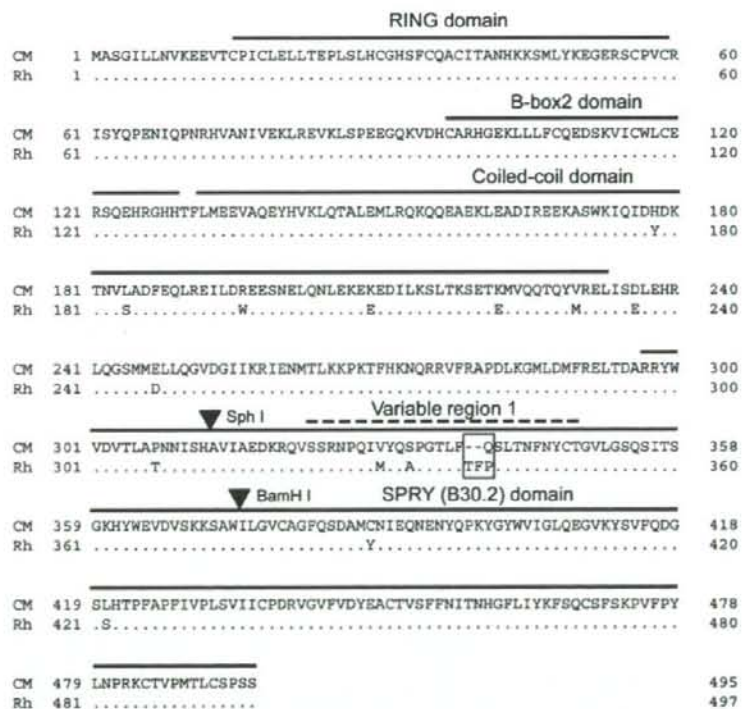 RING domain
CM 1 MASGILLNVKEEVTCPICLELLTEPLSLHCGHSFCQACITANHKKSMLYKEGERSCPVCR 60
Rh 1 ............................................................ 60
B-box2 domain
CM 61 ISYQPENIQPNRHVANIVEKLREVKLSPEEGQKVDHCARHGEKLLLFCQEDSKVICWLCE 120
Rh 61 ............................................................ 120
Coiled-coil domain
CM 121 RSQEHRGHHTFLMEEVAQEYHVKLQTALEMLRQKQQEAEKLEADIREEKASWKIQIDHDK 180
Rh 121 .........................................................Y.. 180
CM 181 TNVLADFEQLREILDREESNELQNLEKEKEDILKSLTKSETKMVQQTQYVRELISDLEHR 240
Rh 181 ...S...........W............E............E.......M.....E.... 240
CM 241 LQGSMMELLQGVDGIIKRIENMTLKKPKTFHKNQRRVFRAPDLKGMLDMFRELTDARRYW 300
Rh 241 ......D..................................................... 300
Sph I
Variable region 1
CM 301 VDVTLAPNNISHAVIAEDKRQVSSRNPQIVYQSPGTLF--QSLTNFNYCTGVLGSQSITS 358
Rh 301 ......T......................M..A.....TFP................... 360
BamH I
SPRY (B30.2) domain
CM 359 GKHYWEVDVSKKSAWILGVCAGFQSDAMCNIEQNENYQPKYGYWVIGLQEGVKYSVFQDG 418
Rh 361 ............................Y............................... 420
CM 419 SLHTPFAPFIVPLSVIICPDRVGVFVDYEACTVSFFNITNHGFLIYKFSQCSFSKPVFPY 478
Rh 421 .S.......................................................... 480
CM 479 LNPRKCTVPMTLCSPSS 495
Rh 481 ................. 497